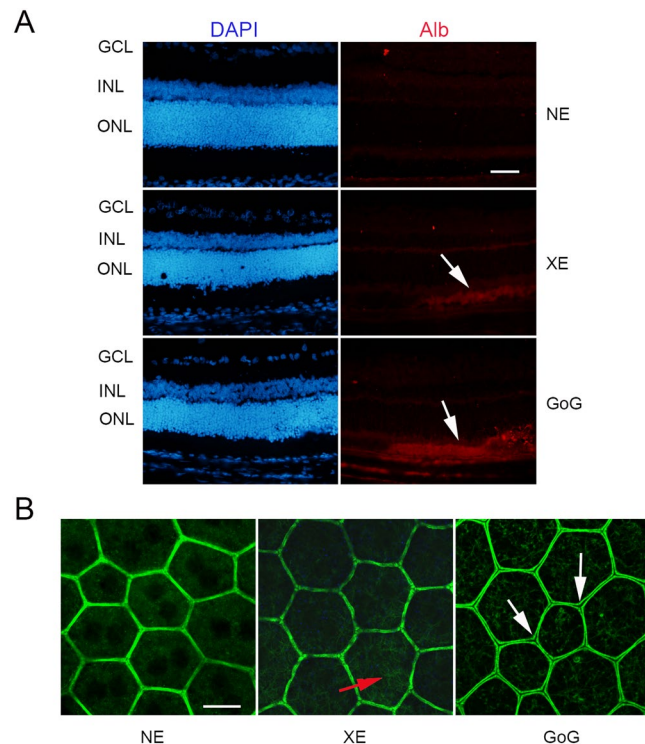 A
DAPI Alb
GCL
INL
ONL
NE
GCL
INL
ONL
XE
GCL
INL
ONL
GoG
B
NE XE GoG